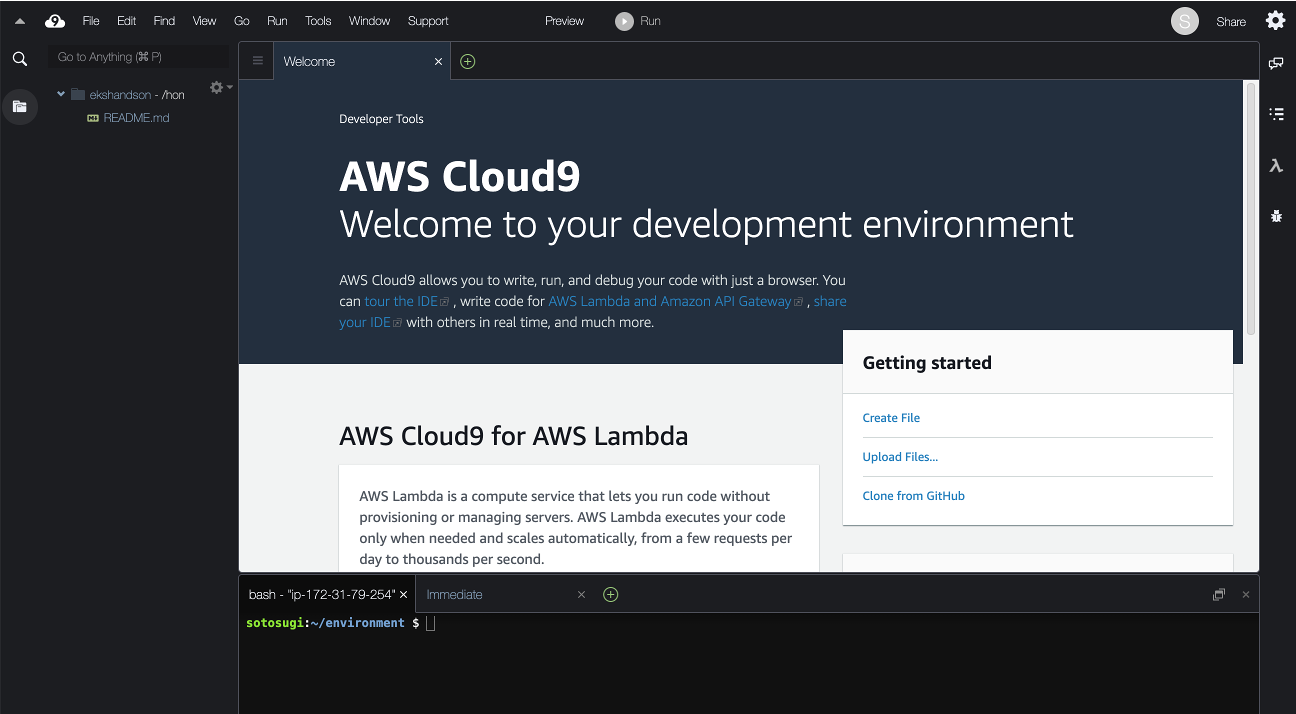 9 File Edit Find View Go Run Tools Window Support Preview Run S Share
Go to Anything (⌘ P)
Welcome
ekshandson - /hon
README.md
Developer Tools
AWS Cloud9
Welcome to your development environment
AWS Cloud9 allows you to write, run, and debug your code with just a browser. You
can tour the IDE , write code for AWS Lambda and Amazon API Gateway , share
your IDE with others in real time, and much more.
Getting started
Create File
Upload Files...
Clone from GitHub
AWS Cloud9 for AWS Lambda
AWS Lambda is a compute service that lets you run code without
provisioning or managing servers. AWS Lambda executes your code
only when needed and scales automatically, from a few requests per
day to thousands per second.
bash - "ip-172-31-79-254" Immediate
sotosugi:~/environment $